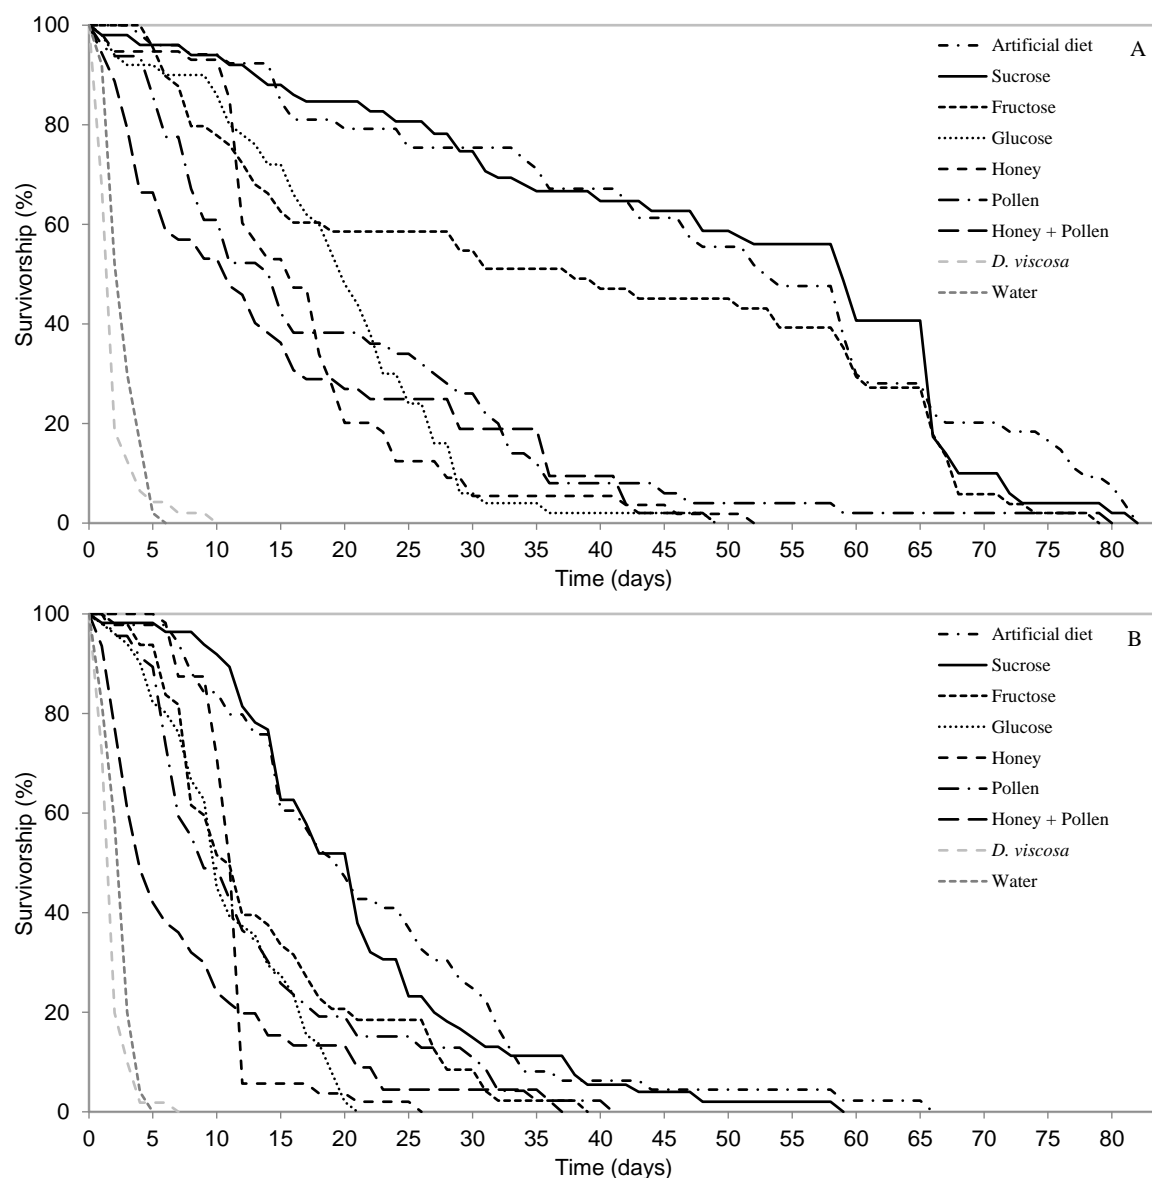 100
80
60
40
20
0
Survivorship (%)
A
Artificial diet
Sucrose
Fructose
Glucose
Honey
Pollen
Honey + Pollen
D. viscosa
Water
0 5 10 15 20 25 30 35 40 45 50 55 60 65 70 75 80
Time (days)
100
80
60
40
20
0
Survivorship (%)
B
Artificial diet
Sucrose
Fructose
Glucose
Honey
Pollen
Honey + Pollen
D. viscosa
Water
0 5 10 15 20 25 30 35 40 45 50 55 60 65 70 75 80
Time (days)